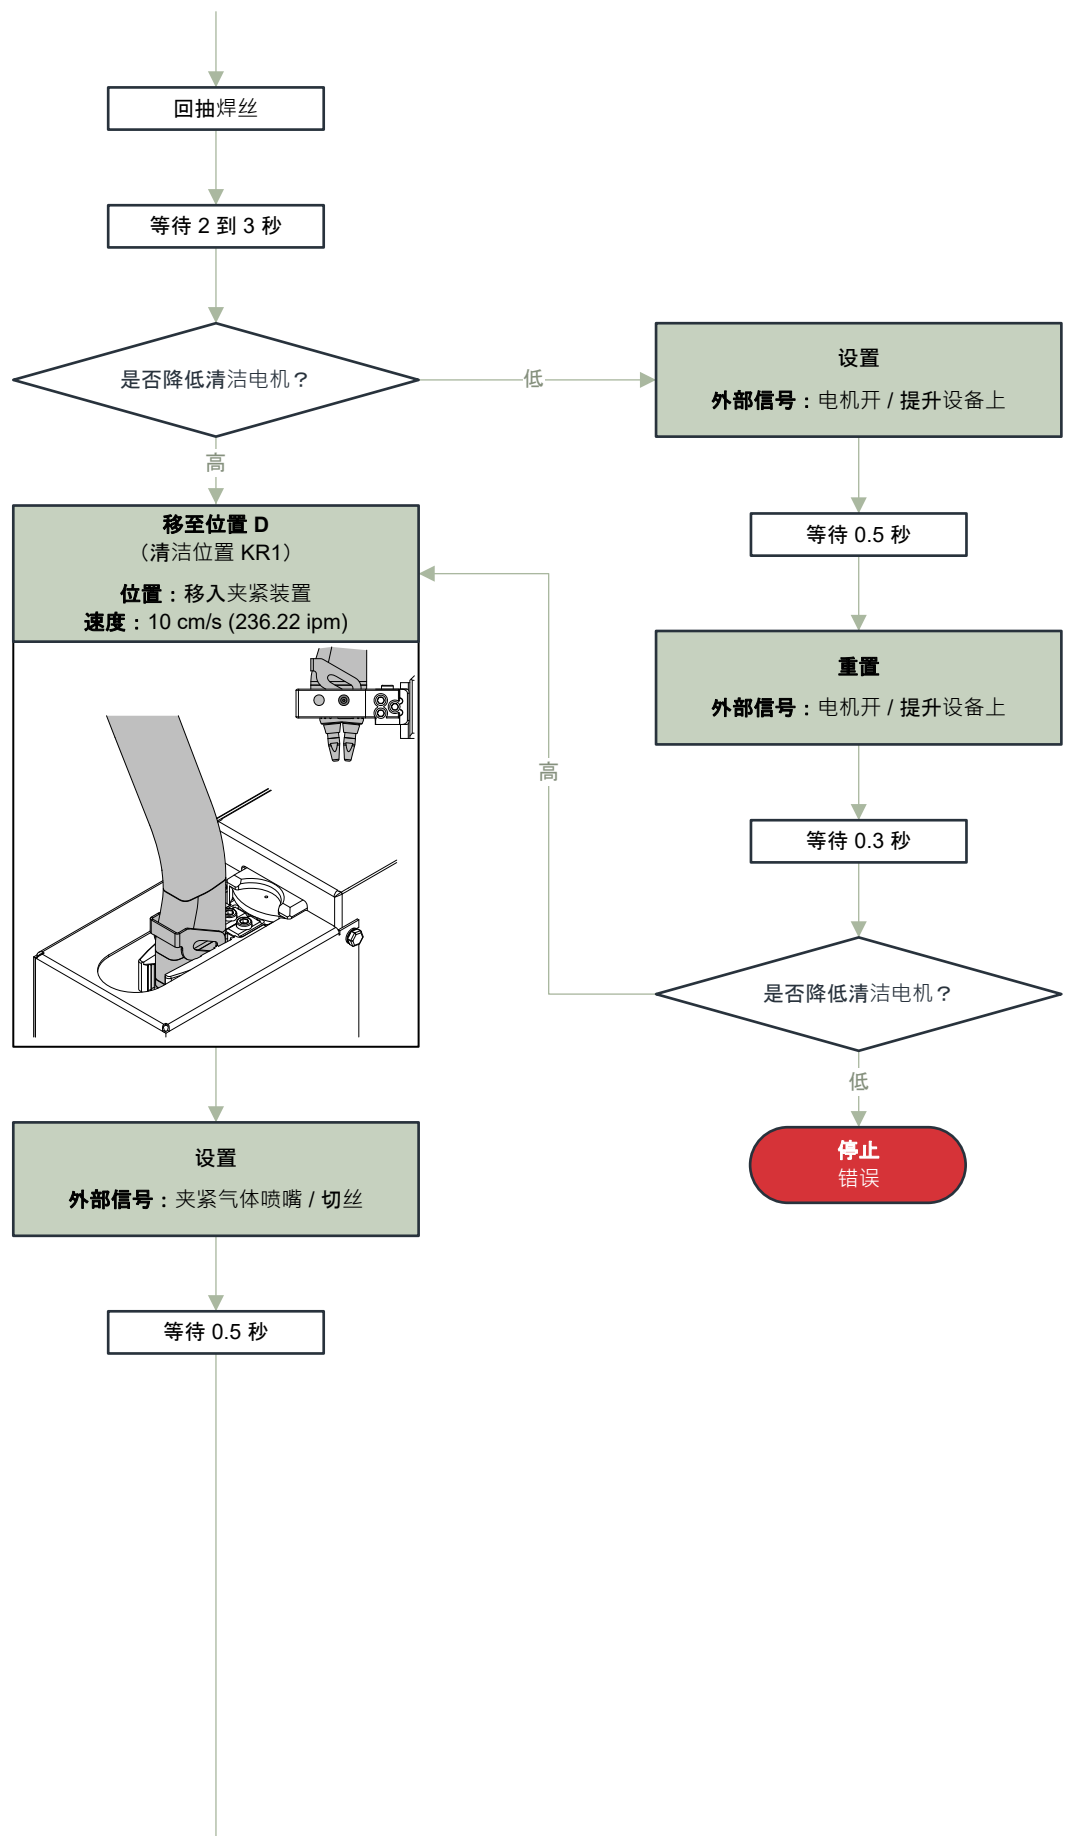 回抽焊丝
等待 2 到 3 秒
是否降低清洁电机？
低
高
移至位置 D
（清洁位置 KR1）
位置：移入夹紧装置
速度：10 cm/s (236.22 ipm)
设置
外部信号：夹紧气体喷嘴 / 切丝
等待 0.5 秒
设置
外部信号：电机开 / 提升设备上
等待 0.5 秒
重置
外部信号：电机开 / 提升设备上
等待 0.3 秒
是否降低清洁电机？
高
低
停止
错误